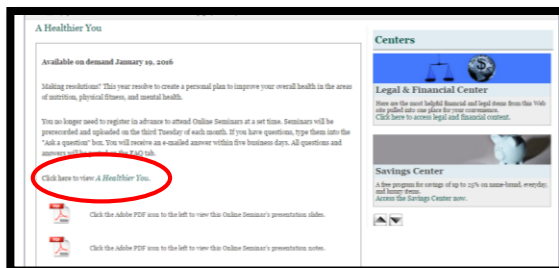 A Healthier You
Available on demand January 19, 2016
Making resolutions? This year resolve to create a personal plan to improve your overall health in the areas
of nutrition, physical fitness, and mental health.
You no longer need to register in advance to attend Online Seminars at a set time. Seminars will be
prerecorded and uploaded on the third Tuesday of each month. If you have questions, type them into the
"Ask a question" box. You will receive an e-mailed answer within five business days. All questions and
answers will be posted on the FAQ tab.
Click here to view A Healthier You.
Click the Adobe PDF icon to the left to view this Online Seminar's presentation slides.
Click the Adobe PDF icon to the left to view this Online Seminar's presentation notes.
Centers
Legal & Financial Center
Here are the most helpful financial and legal items from this Web
site pulled into one place for your convenience.
Click here to access legal and financial content.
Savings Center
A free program for savings of up to 25% on name-brand, everyday,
and luxury items.
Access the Savings Center now.